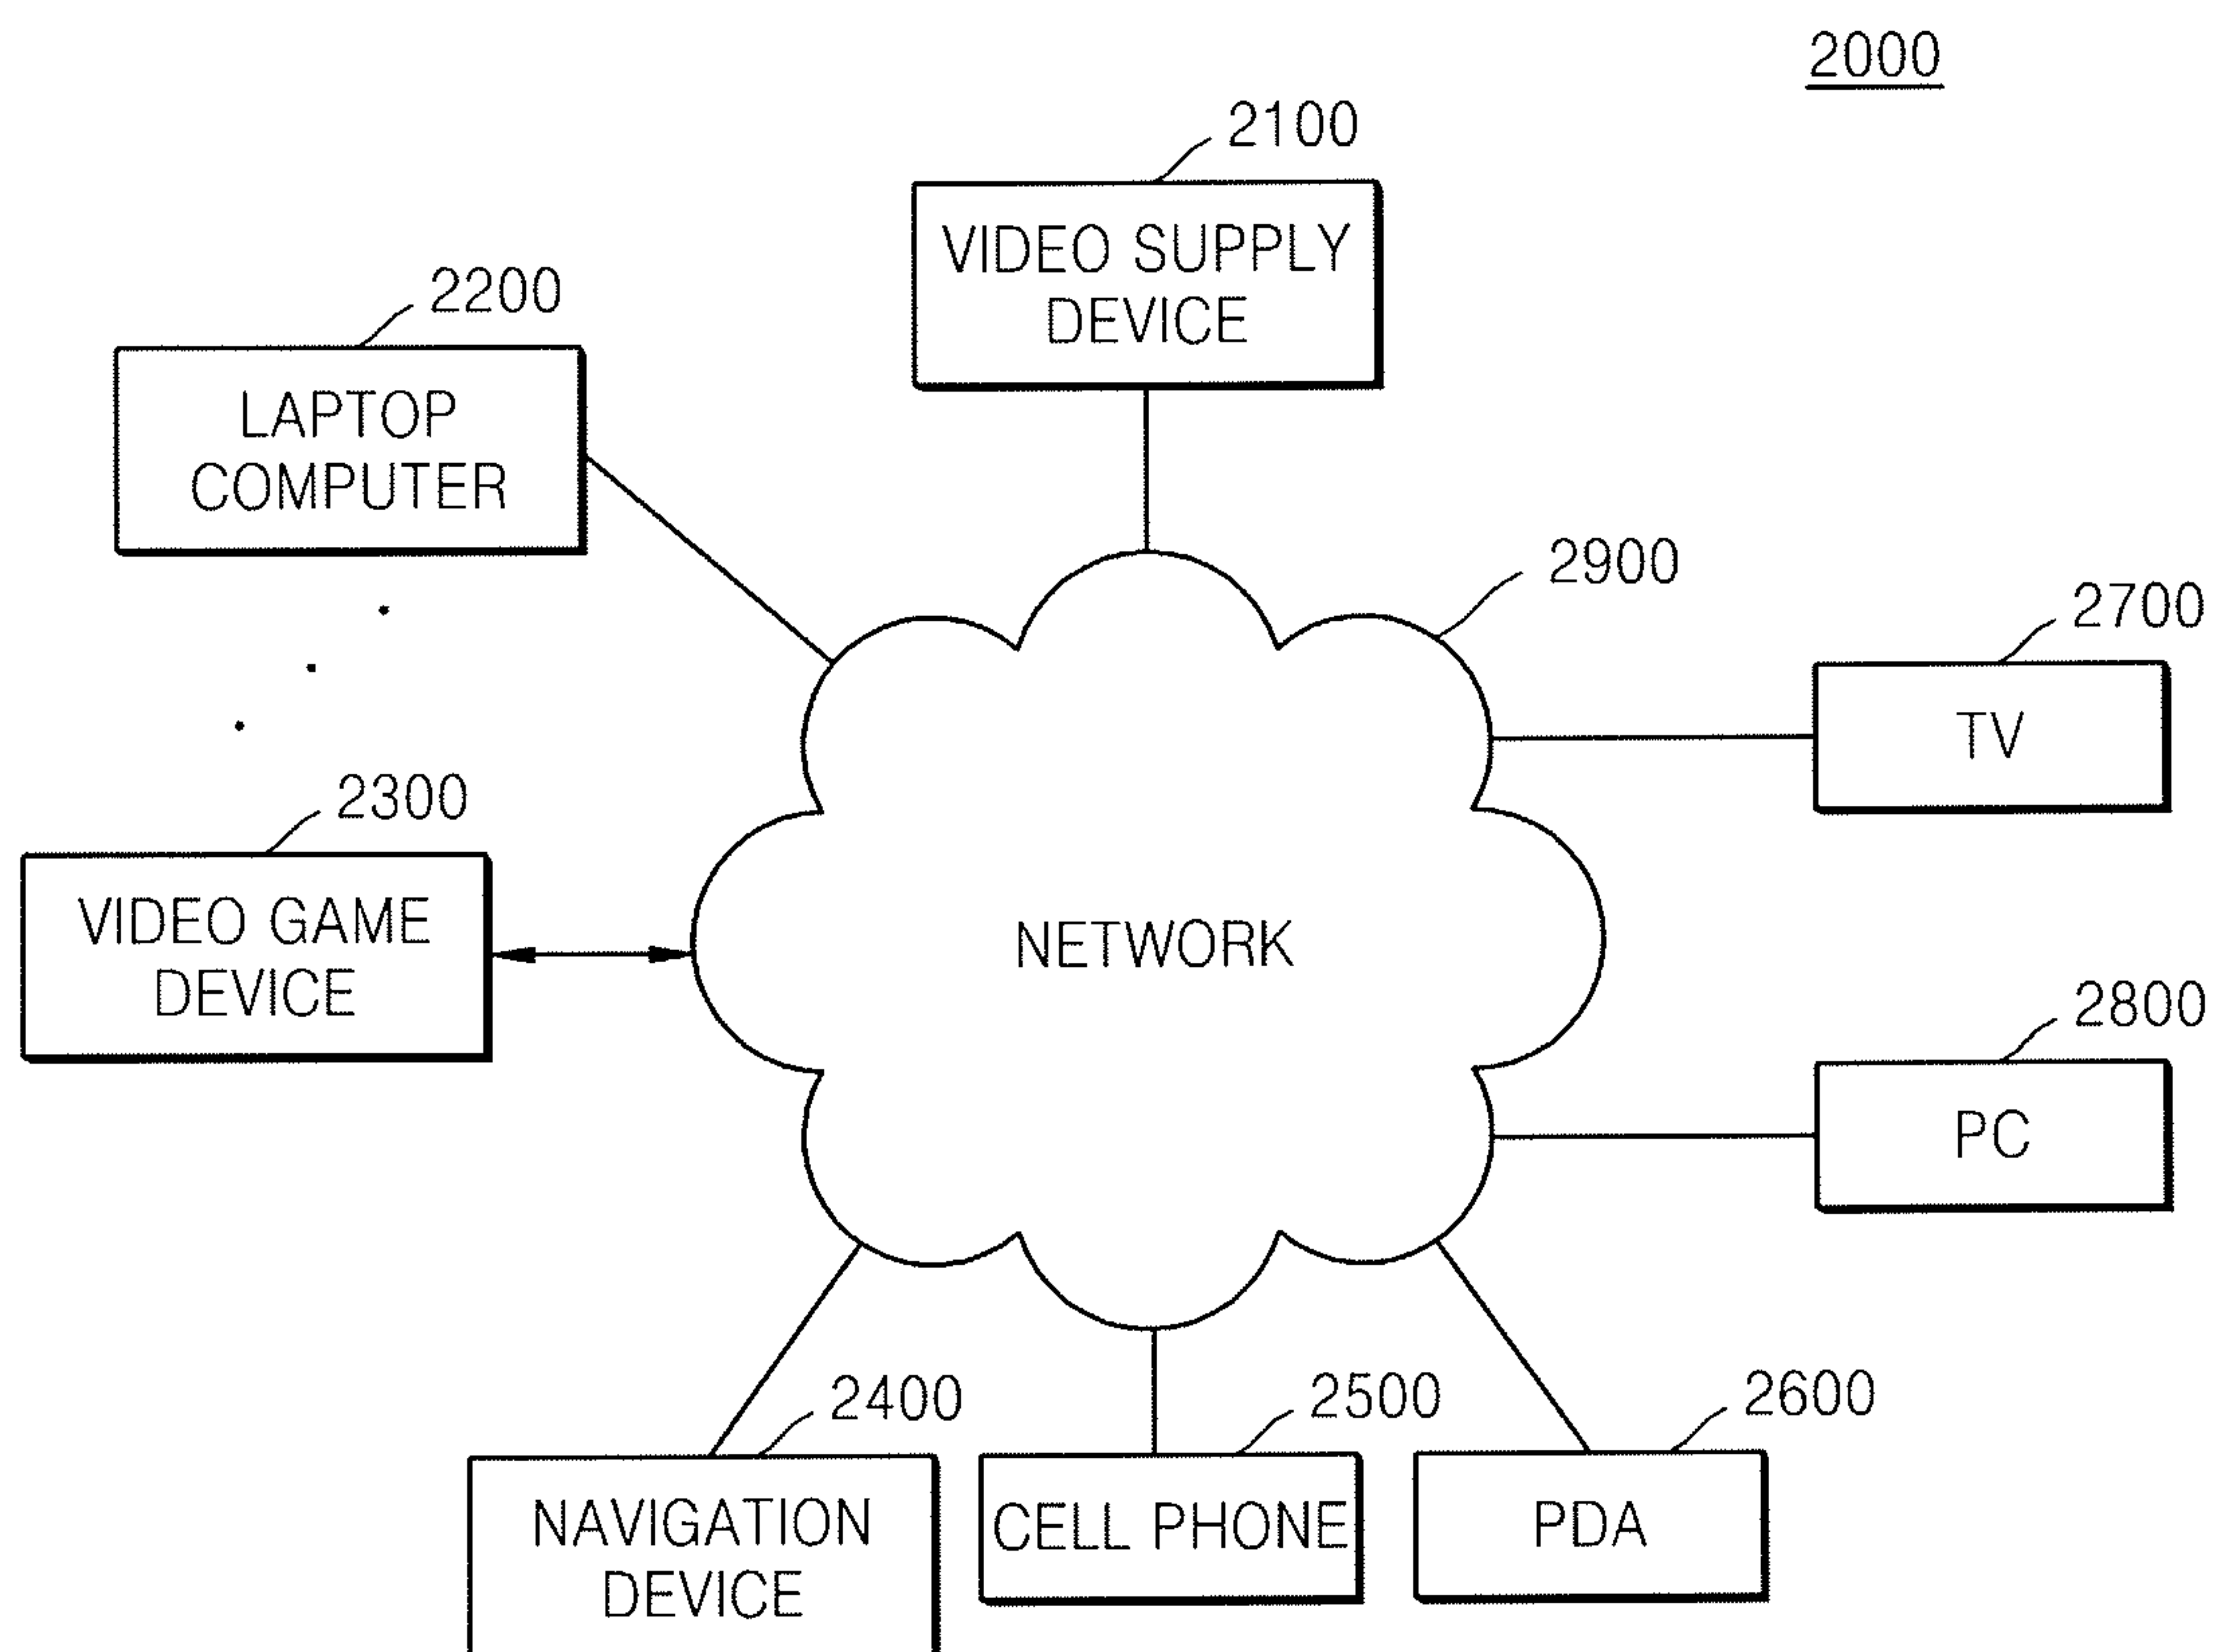 2000
2100
VIDEO SUPPLY
DEVICE
2200
LAPTOP
COMPUTER
2900
2700
TV
2300
VIDEO GAME
DEVICE
NETWORK
2800
PC
2400
NAVIGATION
DEVICE
2500
CELL PHONE
2600
PDA